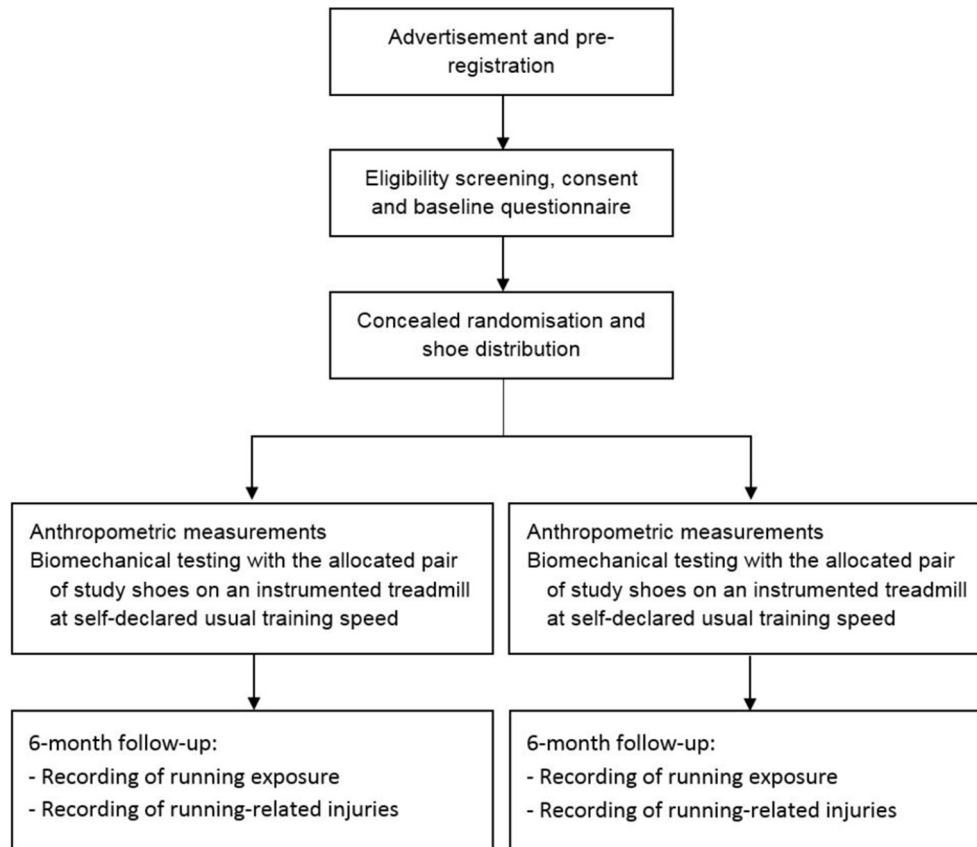 Advertisement and pre-
registration
Eligibility screening, consent
and baseline questionnaire
Concealed randomisation and
shoe distribution
Anthropometric measurements
Biomechanical testing with the allocated pair
of study shoes on an instrumented treadmill
at self-declared usual training speed
Anthropometric measurements
Biomechanical testing with the allocated pair
of study shoes on an instrumented treadmill
at self-declared usual training speed
6-month follow-up:
- Recording of running exposure
- Recording of running-related injuries
6-month follow-up:
- Recording of running exposure
- Recording of running-related injuries